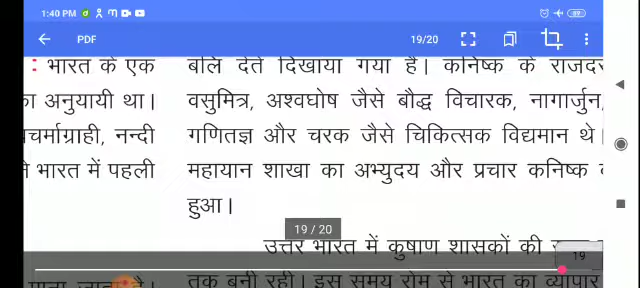 1:40 PM
PDF
19/20
: भारत के एक
ा अनुयायी था।
चर्माग्राही, नन्दी
भारत में पहली
बलि देते दिखाया गया है। कनिष्क के राजदर
वसुमित्र, अश्वघोष जैसे बौद्ध विचारक, नागार्जुन,
गणितज्ञ और चरक जैसे चिकित्सक विद्यमान थे।
महायान शाखा का अभ्युदय और प्रचार कनिष्क
हुआ।
19 / 20
उत्तर भारत में कुषाण शासकों की
19
तक बनी रही। इस समय रोम से भारत का व्यापार